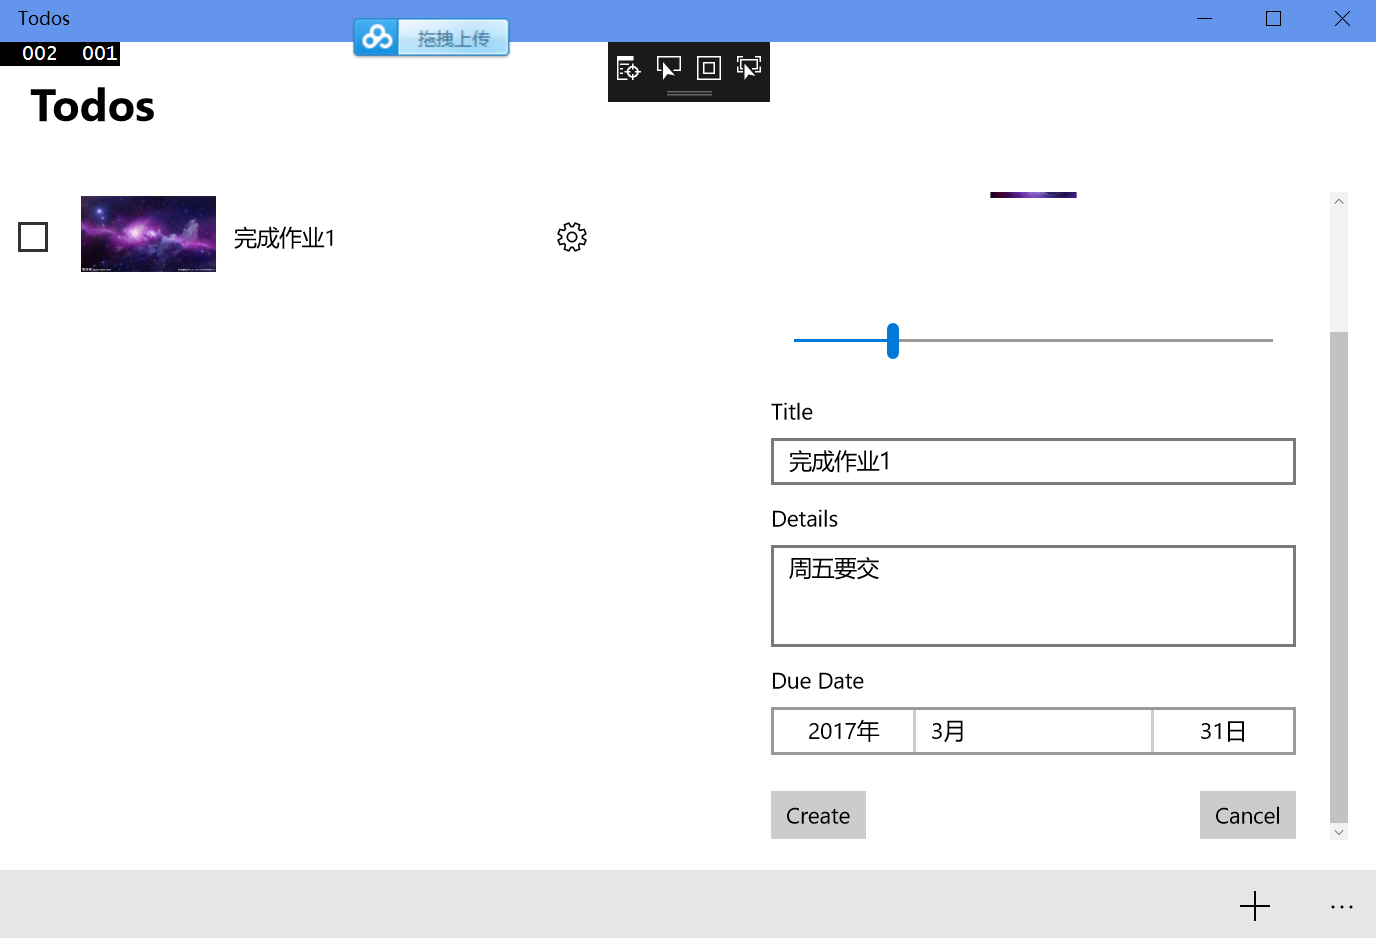 Todos
002 001
拖拽上传
Todos
完成作业1
Title
完成作业1
Details
周五要交
Due Date
2017年 3月 31日
Create Cancel